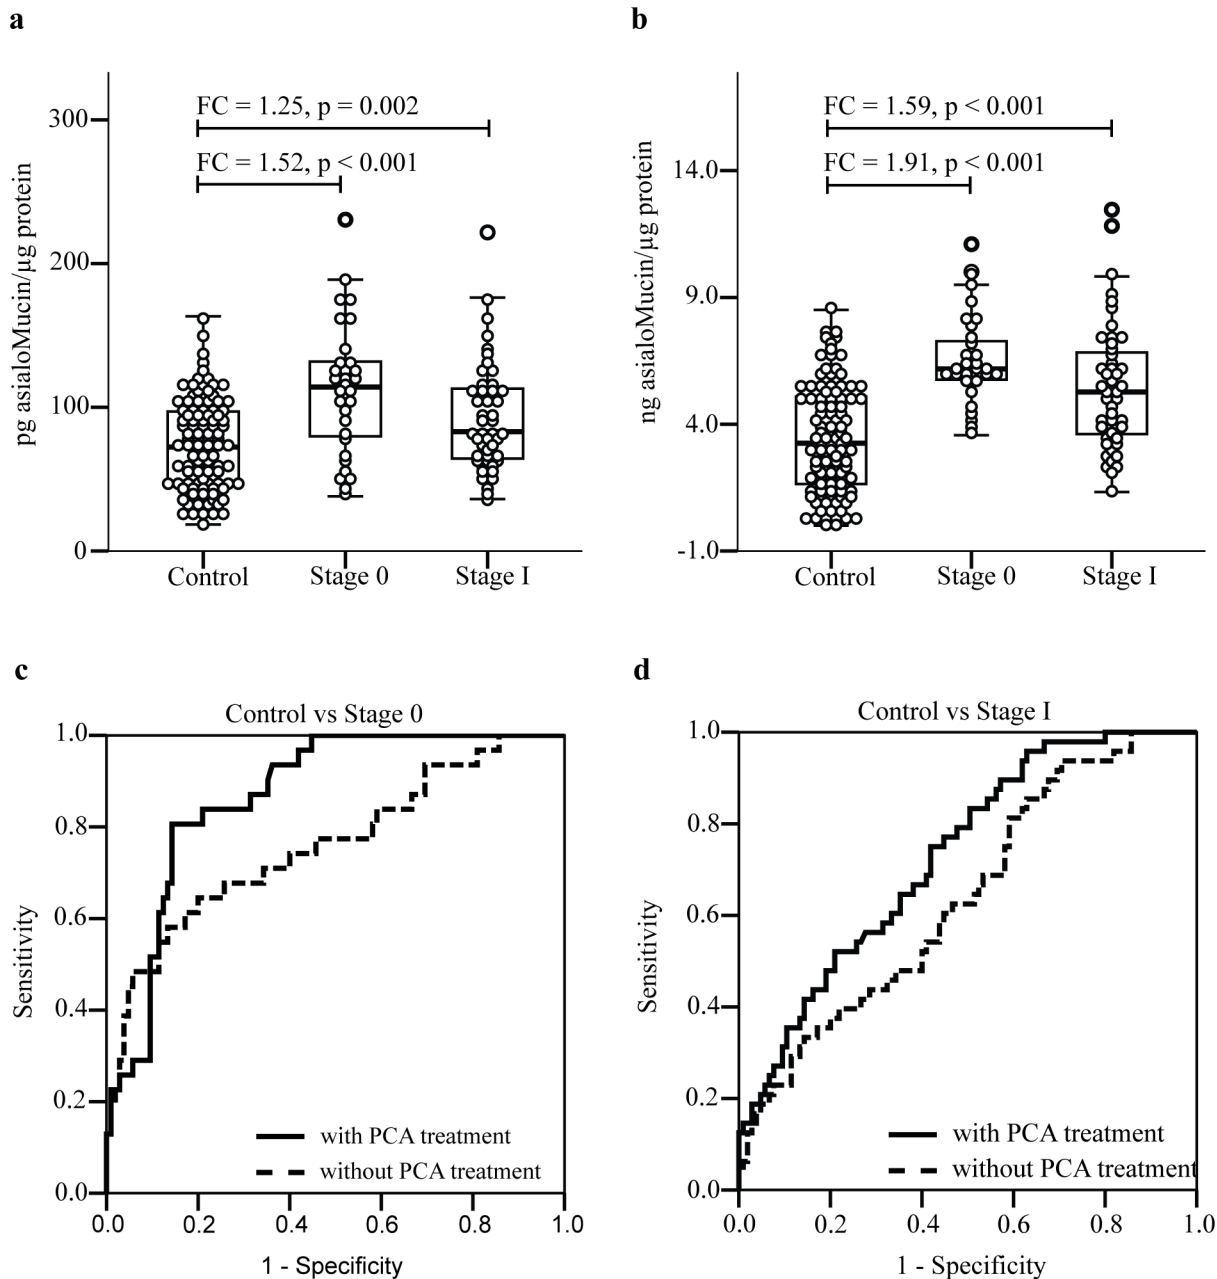 a
FC = 1.25, p = 0.002
FC = 1.52, p < 0.001
pg asialoMucin/µg protein
300
200
100
0
Control
Stage 0
Stage I
b
FC = 1.59, p < 0.001
FC = 1.91, p < 0.001
ng asialoMucin/µg protein
14.0
9.0
4.0
-1.0
Control
Stage 0
Stage I
c
Control vs Stage 0
Sensitivity
1.0
0.8
0.6
0.4
0.2
0.0
with PCA treatment
without PCA treatment
0.0
0.2
0.4
0.6
0.8
1.0
1 - Specificity
d
Control vs Stage I
Sensitivity
1.0
0.8
0.6
0.4
0.2
0.0
with PCA treatment
without PCA treatment
0.0
0.2
0.4
0.6
0.8
1.0
1 - Specificity